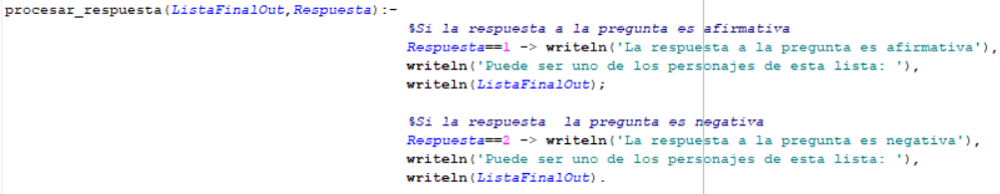 procesar_respuesta(ListaFinalOut,Respuesta):-
%Si la respuesta a la pregunta es afirmativa
Respuesta==1 -> writeln('La respuesta a la pregunta es afirmativa'),
writeln('Puede ser uno de los personajes de esta lista: '),
writeln(ListaFinalOut);
%Si la respuesta  la pregunta es negativa
Respuesta==2 -> writeln('La respuesta a la pregunta es negativa'),
writeln('Puede ser uno de los personajes de esta lista: '),
writeln(ListaFinalOut).